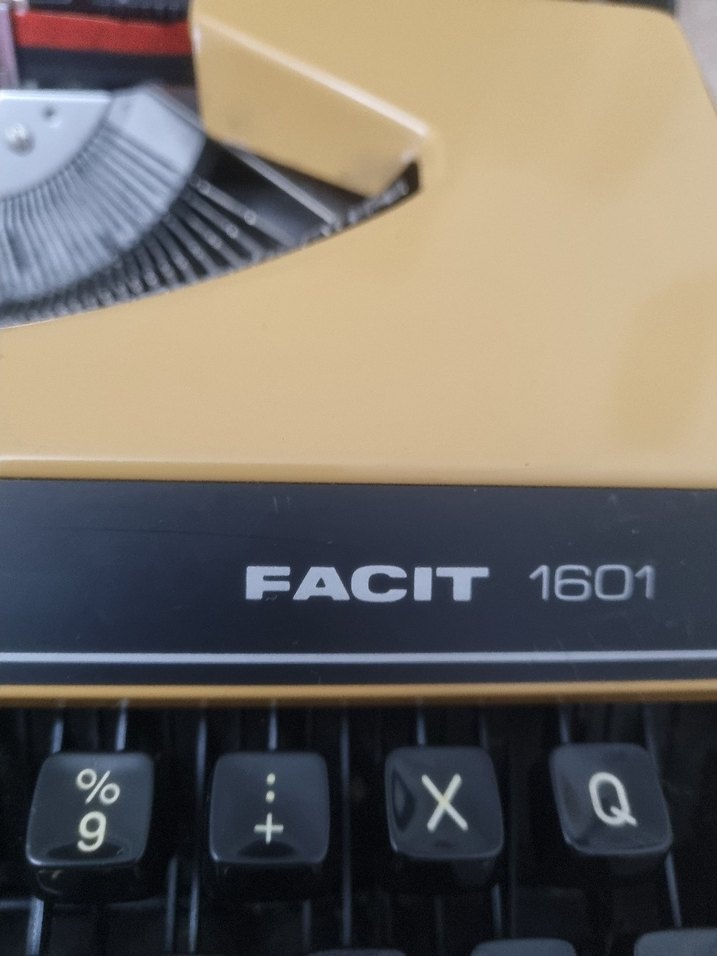 FACIT 1601
% : X Q
9 +